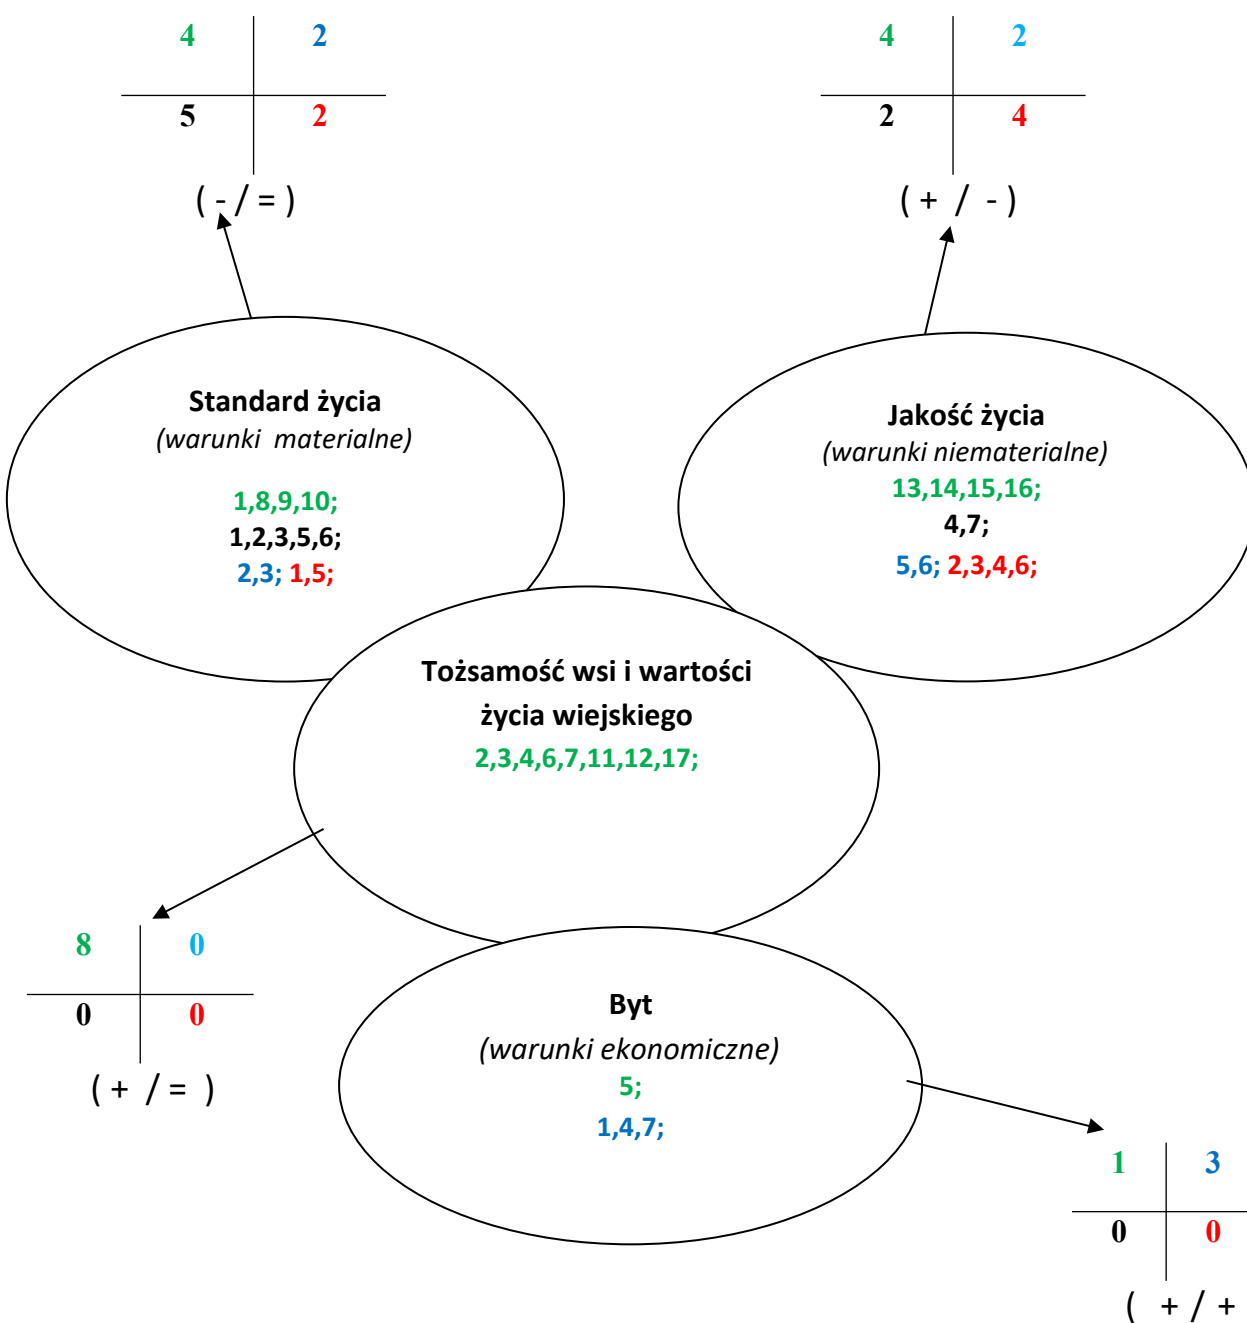 4 2
5 2
( - / = )
4 2
2 4
( + / - )
Standard życia
(warunki materialne)
1,8,9,10;
1,2,3,5,6;
2,3; 1,5;
Jakość życia
(warunki niematerialne)
13,14,15,16;
4,7;
5,6; 2,3,4,6;
Tożsamość wsi i wartości
życia wiejskiego
2,3,4,6,7,11,12,17;
8 0
0 0
( + / = )
Byt
(warunki ekonomiczne)
5;
1,4,7;
1 3
0 0
( + / +